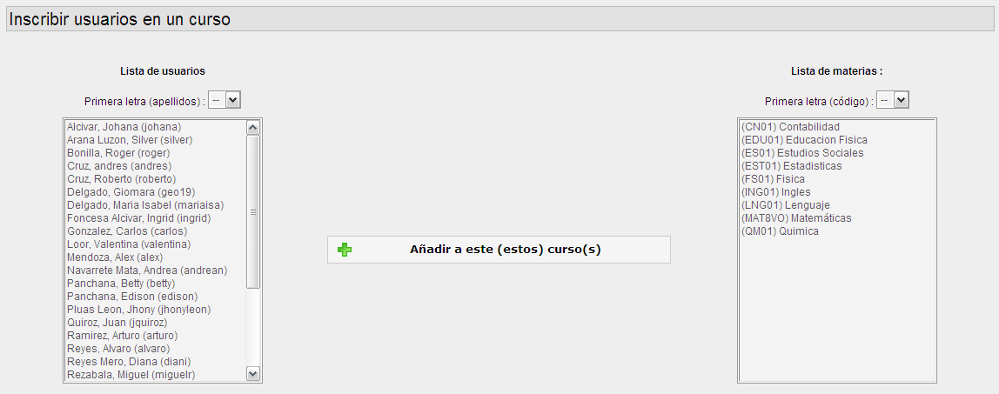 Inscribir usuarios en un curso
Lista de usuarios
Primera letra (apellidos) : --
Alcivar, Johana (johana)
Arana Luzon, Silver (silver)
Bonilla, Roger (roger)
Cruz, andres (andres)
Cruz, Roberto (roberto)
Delgado, Giomara (geo19)
Delgado, Maria Isabel (mariaisa)
Foncesa Alcivar, Ingrid (ingrid)
Gonzalez, Carlos (carlos)
Loor, Valentina (valentina)
Mendoza, Alex (alex)
Navarrete Mata, Andrea (andrean)
Panchana, Betty (betty)
Panchana, Edison (edison)
Pluas Leon, Jhony (jhonyleon)
Quiroz, Juan (jquiroz)
Ramirez, Arturo (arturo)
Reyes, Alvaro (alvaro)
Reyes Mero, Diana (diani)
Rezabala, Miguel (miguelr)
Añadir a este (estos) curso(s)
Lista de materias :
Primera letra (código) : --
(CN01) Contabilidad
(EDU01) Educacion Fisica
(ES01) Estudios Sociales
(EST01) Estadisticas
(FS01) Fisica
(ING01) Ingles
(LNG01) Lenguaje
(MAT8VO) Matemáticas
(QM01) Quimica